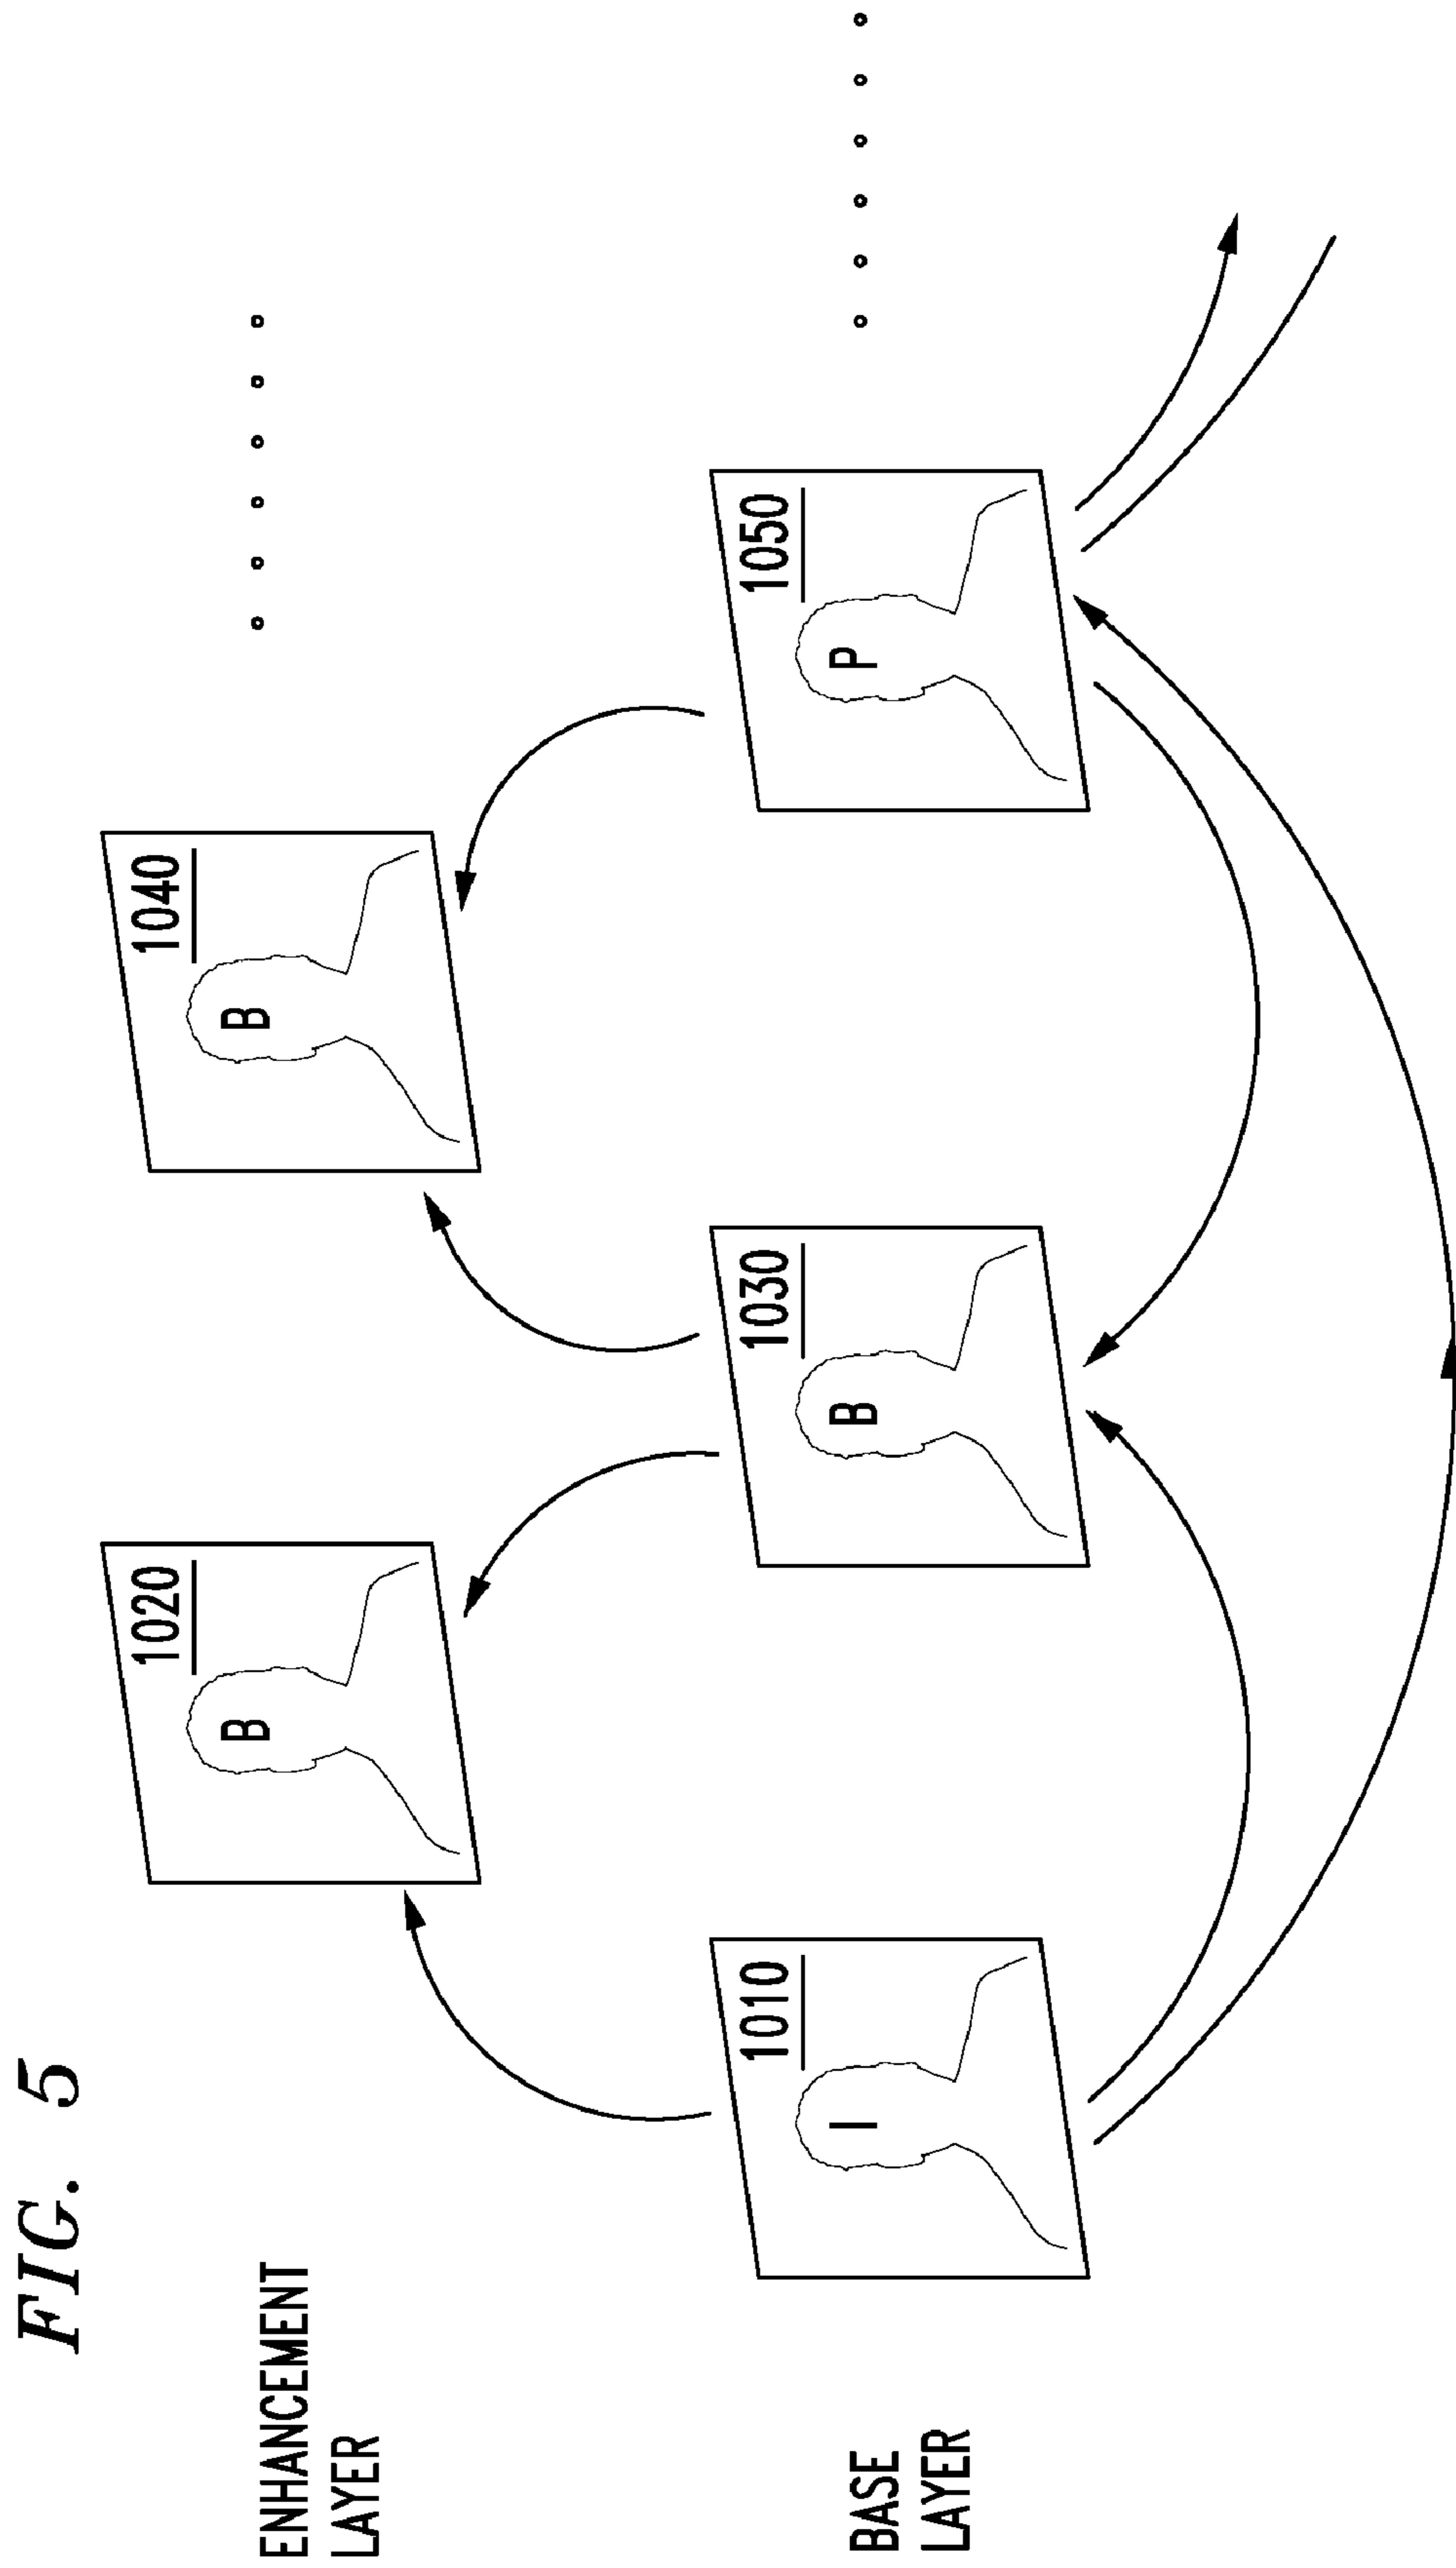 FIG. 5
ENHANCEMENT
LAYER
1020
B
1040
B
BASE
LAYER
1010
I
1030
B
1050
P